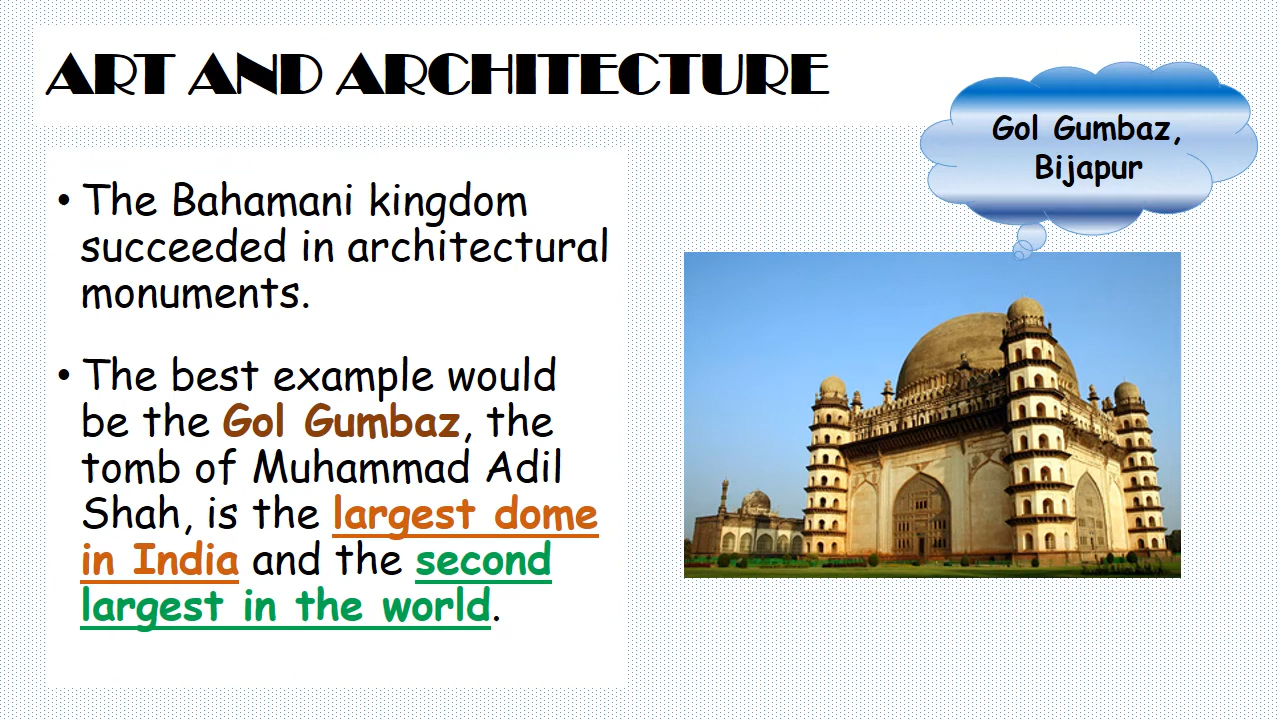 ART AND ARCHITECTURE
Gol Gumbaz,
Bijapur
• The Bahamani kingdom
succeeded in architectural
monuments.
• The best example would
be the Gol Gumbaz, the
tomb of Muhammad Adil
Shah, is the largest dome
in India and the second
largest in the world.